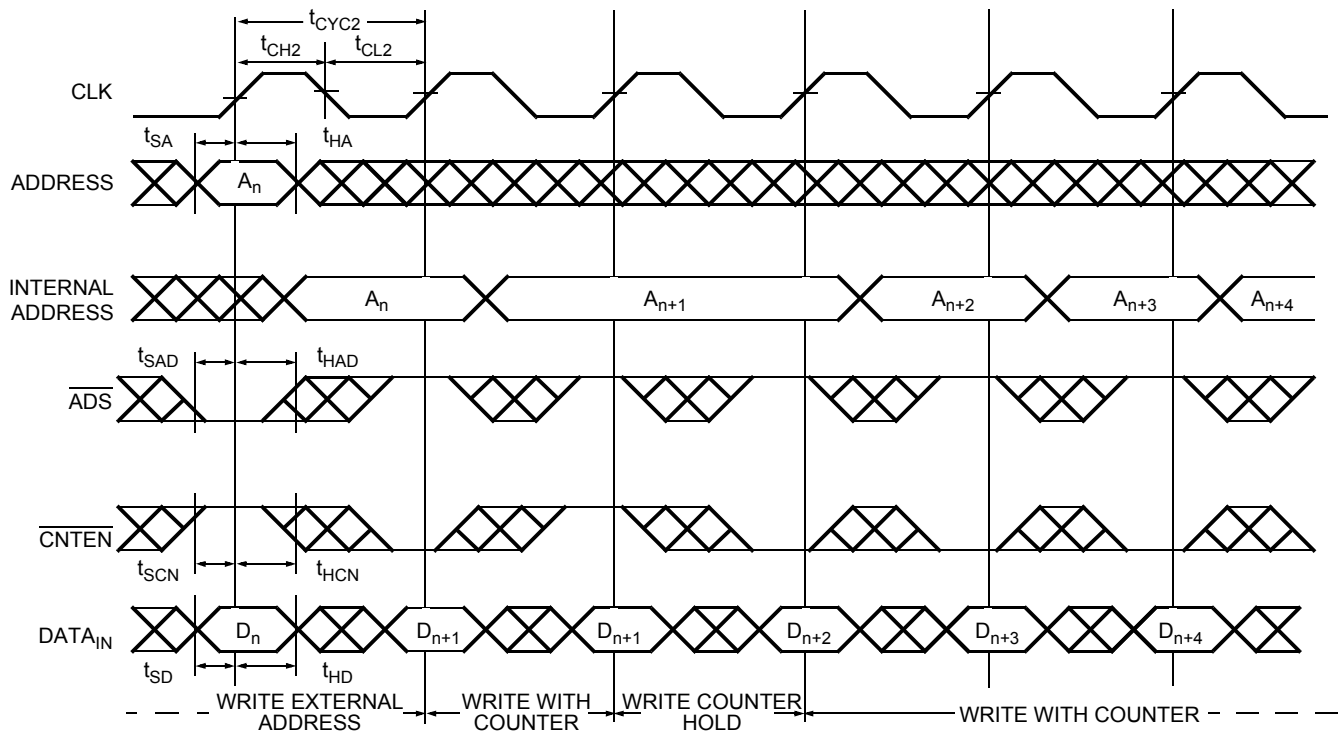 tCYC2
tCH2 tCL2
CLK
tSA tHA
ADDRESS An
INTERNAL
ADDRESS
An An+1 An+2 An+3 An+4
tSAD tHAD
ADS
CNTEN
tSCN tHCN
DATAIN Dn Dn+1 Dn+1 Dn+2 Dn+3 Dn+4
tSD tHD
WRITE EXTERNAL
ADDRESS
WRITE WITH
COUNTER
WRITE COUNTER
HOLD
WRITE WITH COUNTER